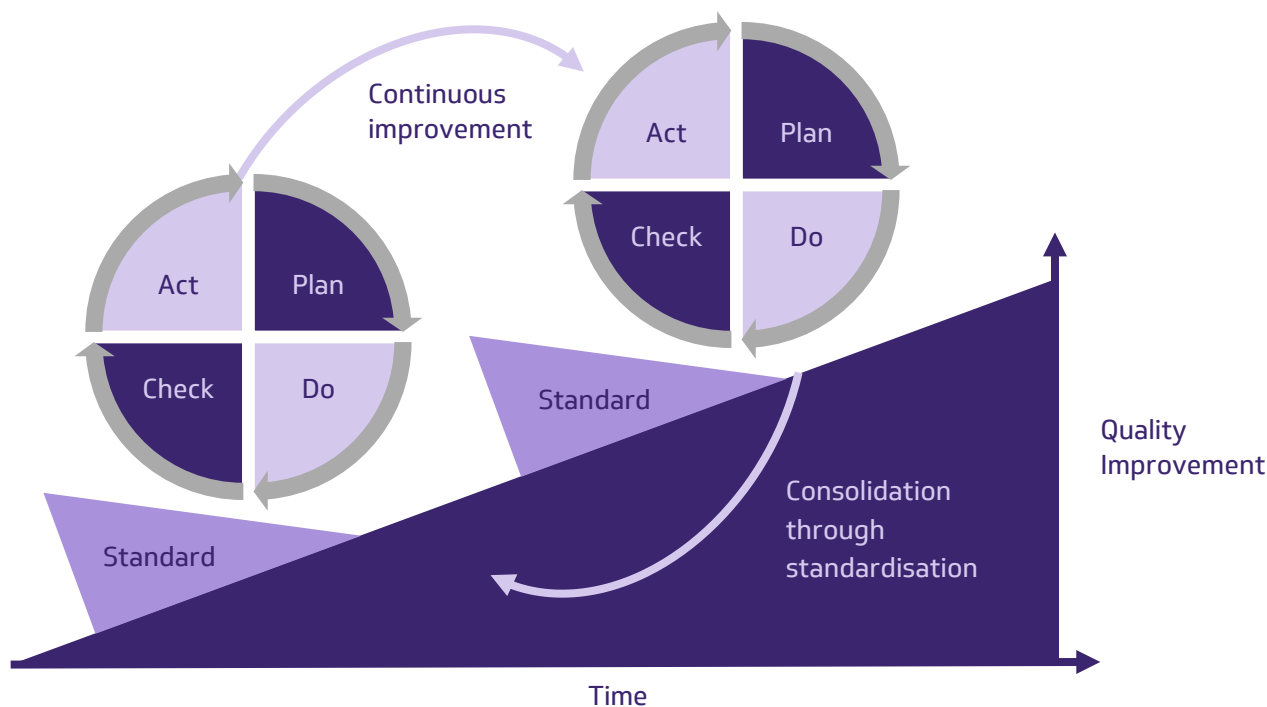 Continuous
improvement
Act
Plan
Check
Do
Act
Plan
Check
Do
Standard
Standard
Quality
Improvement
Consolidation
through
standardisation
Time